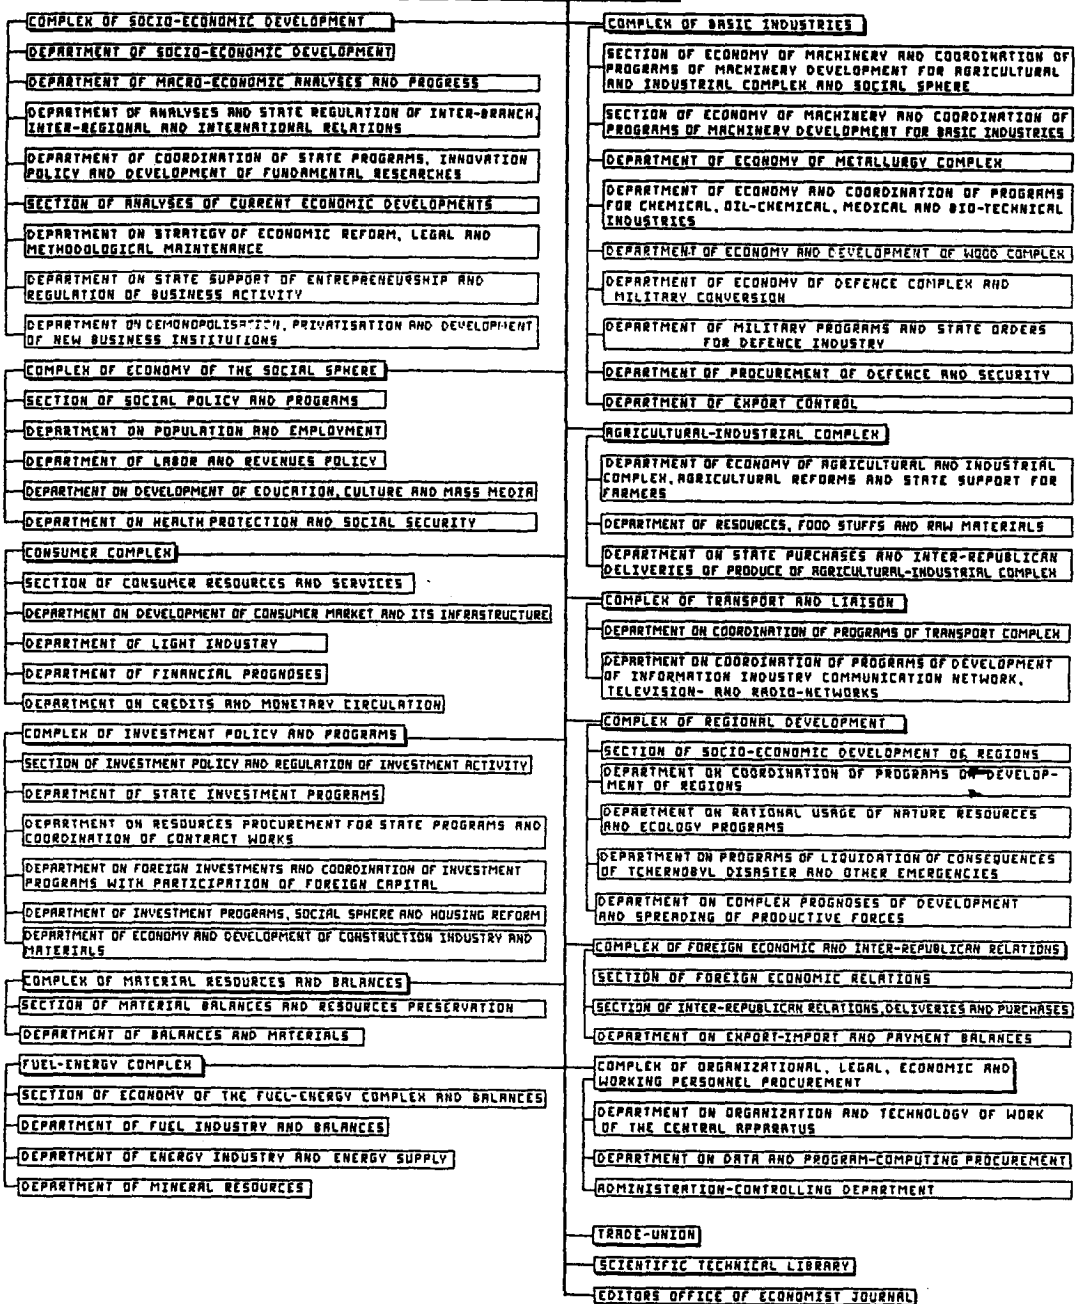 COMPLEX OF SOCIO-ECONOMIC DEVELOPMENT
DEPARTMENT OF SOCIO-ECONOMIC DEVELOPMENT
DEPARTMENT OF MACRO-ECONOMIC ANALYSES AND PROGRESS
DEPARTMENT OF ANALYSES AND STATE REGULATION OF INTER-BRANCH,
INTER-REGIONAL AND INTERNATIONAL RELATIONS
DEPARTMENT OF COORDINATION OF STATE PROGRAMS, INNOVATION
POLICY AND DEVELOPMENT OF FUNDAMENTAL RESEARCHES
SECTION OF ANALYSES OF CURRENT ECONOMIC DEVELOPMENTS
DEPARTMENT ON STRATEGY OF ECONOMIC REFORM, LEGAL AND
METHODOLOGICAL MAINTENANCE
DEPARTMENT ON STATE SUPPORT OF ENTREPRENEURSHIP AND
REGULATION OF BUSINESS ACTIVITY
DEPARTMENT ON DEMONOPOLISATION, PRIVATISATION AND DEVELOPMENT
OF NEW BUSINESS INSTITUTIONS
COMPLEX OF ECONOMY OF THE SOCIAL SPHERE
SECTION OF SOCIAL POLICY AND PROGRAMS
DEPARTMENT ON POPULATION AND EMPLOYMENT
DEPARTMENT OF LABOR AND REVENUES POLICY
DEPARTMENT ON DEVELOPMENT OF EDUCATION, CULTURE AND MASS MEDIA
DEPARTMENT ON HEALTH PROTECTION AND SOCIAL SECURITY
CONSUMER COMPLEX
SECTION OF CONSUMER RESOURCES AND SERVICES
DEPARTMENT ON DEVELOPMENT OF CONSUMER MARKET AND ITS INFRASTRUCTURE
DEPARTMENT OF LIGHT INDUSTRY
DEPARTMENT OF FINANCIAL PROGNOSES
DEPARTMENT ON CREDITS AND MONETARY CIRCULATION
COMPLEX OF INVESTMENT POLICY AND PROGRAMS
SECTION OF INVESTMENT POLICY AND REGULATION OF INVESTMENT ACTIVITY
DEPARTMENT OF STATE INVESTMENT PROGRAMS
DEPARTMENT ON RESOURCES PROCUREMENT FOR STATE PROGRAMS AND
COORDINATION OF CONTRACT WORKS
DEPARTMENT ON FOREIGN INVESTMENTS AND COORDINATION OF INVESTMENT
PROGRAMS WITH PARTICIPATION OF FOREIGN CAPITAL
DEPARTMENT OF INVESTMENT PROGRAMS, SOCIAL SPHERE AND HOUSING REFORM
DEPARTMENT OF ECONOMY AND DEVELOPMENT OF CONSTRUCTION INDUSTRY AND
MATERIALS
COMPLEX OF MATERIAL RESOURCES AND BALANCES
SECTION OF MATERIAL BALANCES AND RESOURCES PRESERVATION
DEPARTMENT OF BALANCES AND MATERIALS
FUEL-ENERGY COMPLEX
SECTION OF ECONOMY OF THE FUEL-ENERGY COMPLEX AND BALANCES
DEPARTMENT OF FUEL INDUSTRY AND BALANCES
DEPARTMENT OF ENERGY INDUSTRY AND ENERGY SUPPLY
DEPARTMENT OF MINERAL RESOURCES
COMPLEX OF BASIC INDUSTRIES
SECTION OF ECONOMY OF MACHINERY AND COORDINATION OF
PROGRAMS OF MACHINERY DEVELOPMENT FOR AGRICULTURAL
AND INDUSTRIAL COMPLEX AND SOCIAL SPHERE
SECTION OF ECONOMY OF MACHINERY AND COORDINATION OF
PROGRAMS OF MACHINERY DEVELOPMENT FOR BASIC INDUSTRIES
DEPARTMENT OF ECONOMY OF METALLURGY COMPLEX
DEPARTMENT OF ECONOMY AND COORDINATION OF PROGRAMS
FOR CHEMICAL, OIL-CHEMICAL, MEDICAL AND BIO-TECHNICAL
INDUSTRIES
DEPARTMENT OF ECONOMY AND DEVELOPMENT OF WOOD COMPLEX
DEPARTMENT OF ECONOMY OF DEFENCE COMPLEX AND
MILITARY CONVERSION
DEPARTMENT OF MILITARY PROGRAMS AND STATE ORDERS
FOR DEFENCE INDUSTRY
DEPARTMENT OF PROCUREMENT OF DEFENCE AND SECURITY
DEPARTMENT OF EXPORT CONTROL
AGRICULTURAL-INDUSTRIAL COMPLEX
DEPARTMENT OF ECONOMY OF AGRICULTURAL AND INDUSTRIAL
COMPLEX, AGRICULTURAL REFORMS AND STATE SUPPORT FOR
FARMERS
DEPARTMENT OF RESOURCES, FOOD STUFFS AND RAW MATERIALS
DEPARTMENT ON STATE PURCHASES AND INTER-REPUBLICAN
DELIVERIES OF PRODUCE OF AGRICULTURAL-INDUSTRIAL COMPLEX
COMPLEX OF TRANSPORT AND LIAISON
DEPARTMENT ON COORDINATION OF PROGRAMS OF TRANSPORT COMPLEX
DEPARTMENT ON COORDINATION OF PROGRAMS OF DEVELOPMENT
OF INFORMATION INDUSTRY COMMUNICATION NETWORK,
TELEVISION- AND RADIO-NETWORKS
COMPLEX OF REGIONAL DEVELOPMENT
SECTION OF SOCIO-ECONOMIC DEVELOPMENT OF REGIONS
DEPARTMENT ON COORDINATION OF PROGRAMS OF DEVELOP-
MENT OF REGIONS
DEPARTMENT ON RATIONAL USAGE OF NATURE RESOURCES
AND ECOLOGY PROGRAMS
DEPARTMENT ON PROGRAMS OF LIQUIDATION OF CONSEQUENCES
OF TCHERNOBYL DISASTER AND OTHER EMERGENCIES
DEPARTMENT ON COMPLEX PROGNOSES OF DEVELOPMENT
AND SPREADING OF PRODUCTIVE FORCES
COMPLEX OF FOREIGN ECONOMIC AND INTER-REPUBLICAN RELATIONS
SECTION OF FOREIGN ECONOMIC RELATIONS
SECTION OF INTER-REPUBLICAN RELATIONS, DELIVERIES AND PURCHASES
DEPARTMENT ON EXPORT-IMPORT AND PAYMENT BALANCES
COMPLEX OF ORGANIZATIONAL, LEGAL, ECONOMIC AND
WORKING PERSONNEL PROCUREMENT
DEPARTMENT ON ORGANIZATION AND TECHNOLOGY OF WORK
OF THE CENTRAL APPARATUS
DEPARTMENT ON DATA AND PROGRAM-COMPUTING PROCUREMENT
ADMINISTRATION-CONTROLLING DEPARTMENT
TRADE-UNION
SCIENTIFIC TECHNICAL LIBRARY
EDITORS OFFICE OF ECONOMIST JOURNAL